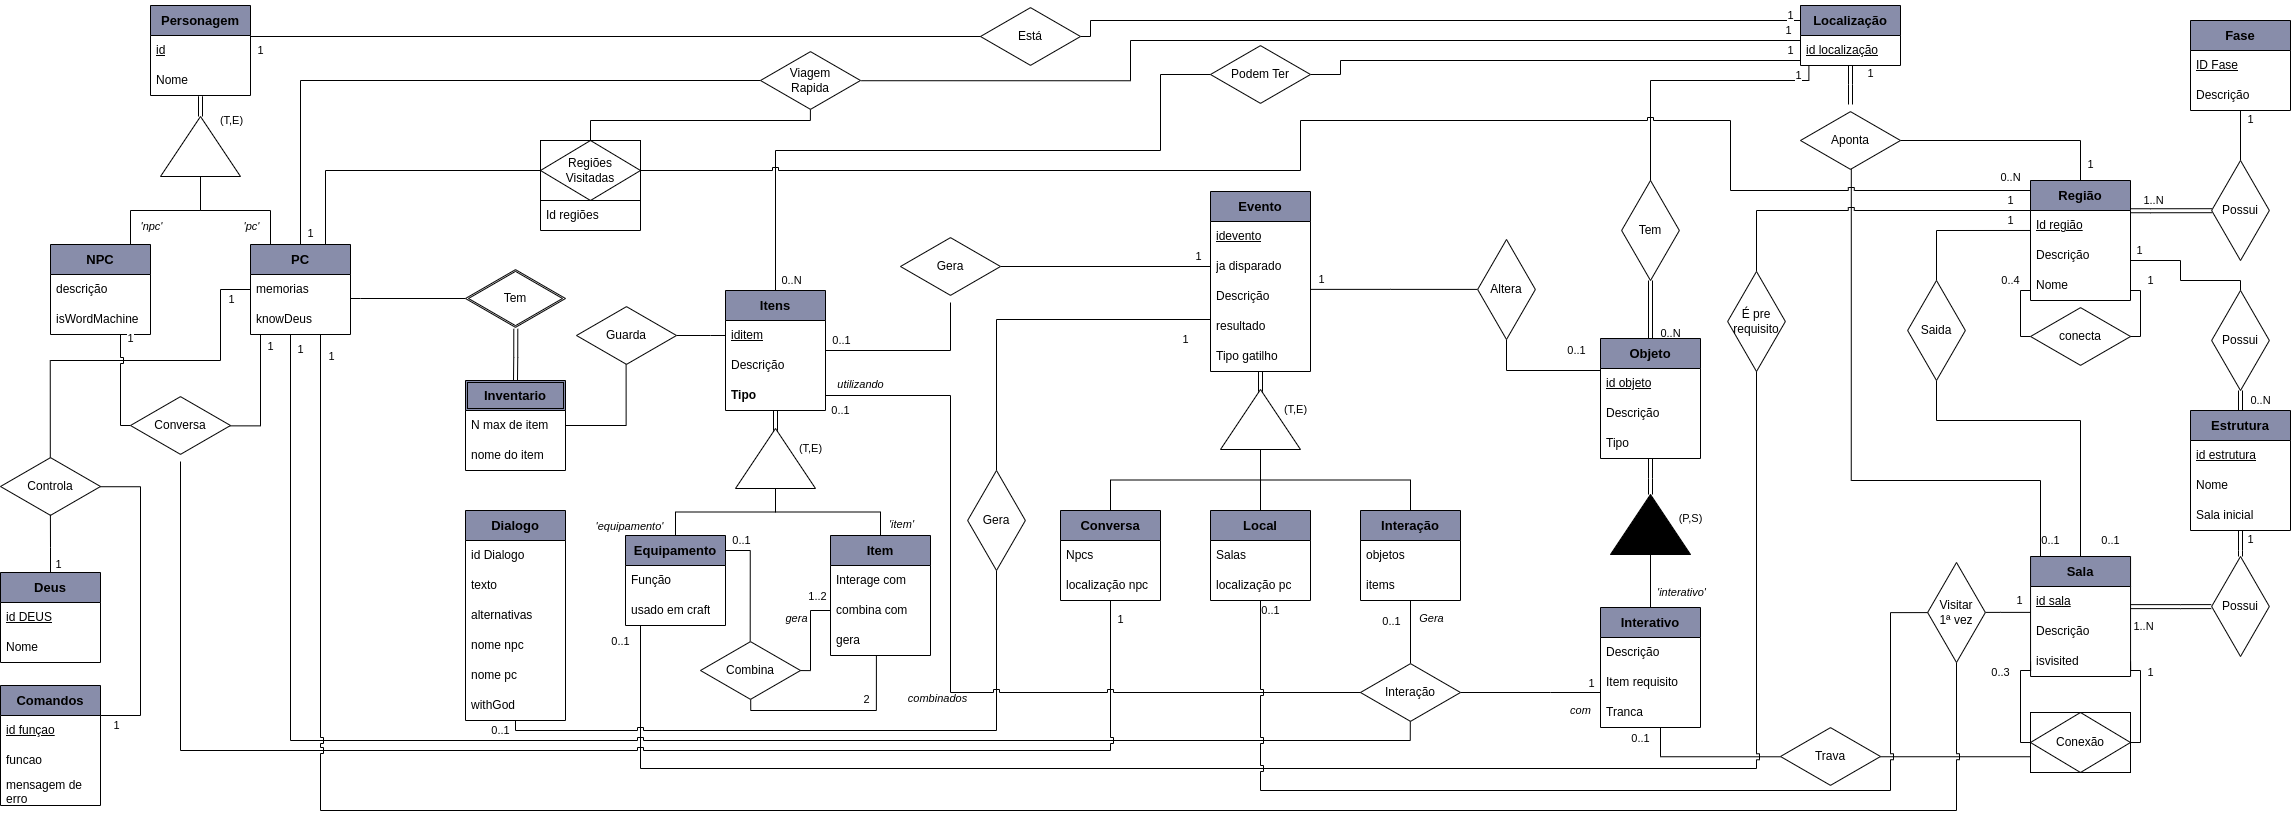 Personagem
id
Nome
1
(T,E)
'npc'
'pc'
Está
1
Viagem
Rapida
1
Podem Ter
1
1
Localização
id localização
1
Fase
ID Fase
Descrição
1
Aponta
1
Regiões
Visitadas
Id regiões
0..N
1
1
Região
Id região
Descrição
Nome
1..N
Possui
1
0..4
1
conecta
NPC
descrição
isWordMachine
1
1
PC
memorias
knowDeus
1
1
1
1
Conversa
Controla
1
Deus
id DEUS
Nome
Comandos
id funçao
funcao
mensagem de
erro
1
Tem
Inventario
N max de item
nome do item
Guarda
0..N
Itens
iditem
Descrição
Tipo
0..1
utilizando
0..1
(T,E)
Gera
1
Evento
idevento
ja disparado
Descrição
resultado
Tipo gatilho
1
1
(T,E)
Altera
0..1
Tem
0..N
Objeto
id objeto
Descrição
Tipo
(P,S)
'interativo'
É pre
requisito
Saida
Possui
0..N
Estrutura
id estrutura
Nome
Sala inicial
1
Dialogo
id Dialogo
texto
alternativas
nome npc
nome pc
withGod
0..1
'equipamento'
'item'
Equipamento
Função
usado em craft
0..1
0..1
Item
Interage com
combina com
gera
1..2
gera
Combina
2
combinados
Gera
Conversa
Npcs
localização npc
1
Local
Salas
localização pc
0..1
Interação
objetos
items
0..1
Gera
Interação
1
com
Interativo
Descrição
Item requisito
Tranca
0..1
Trava
Visitar
1ª vez
1
0..1
0..1
Sala
id sala
Descrição
isvisited
1..N
Possui
0..3
1
Conexão